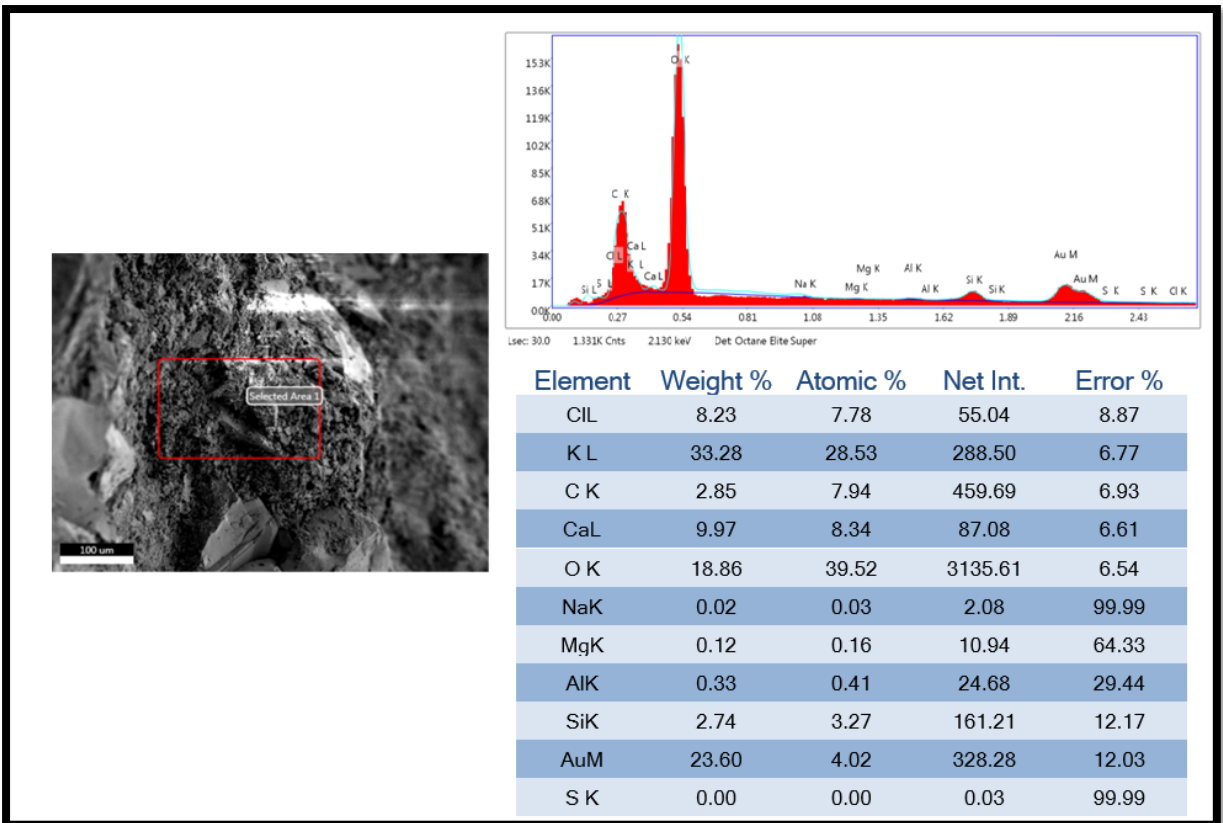 153K
136K
119K
102K
85K
68K
51K
34K
17K
00K
O K
C K
Cl L
Ca L
K L
Ca L
Si L
S L
Na K
Mg K
Mg K
Al K
Al K
Si K
Si K
Au M
Au M
S K
S K
Cl K
0.00 0.27 0.54 0.81 1.08 1.35 1.62 1.89 2.16 2.43
Lsec: 30.0 1.331K Cnts 2.130 keV Det: Octane Elite Super
Selected Area 1
100 um
Element Weight % Atomic % Net Int. Error %
ClL 8.23 7.78 55.04 8.87
K L 33.28 28.53 288.50 6.77
C K 2.85 7.94 459.69 6.93
CaL 9.97 8.34 87.08 6.61
O K 18.86 39.52 3135.61 6.54
NaK 0.02 0.03 2.08 99.99
MgK 0.12 0.16 10.94 64.33
AlK 0.33 0.41 24.68 29.44
SiK 2.74 3.27 161.21 12.17
AuM 23.60 4.02 328.28 12.03
S K 0.00 0.00 0.03 99.99